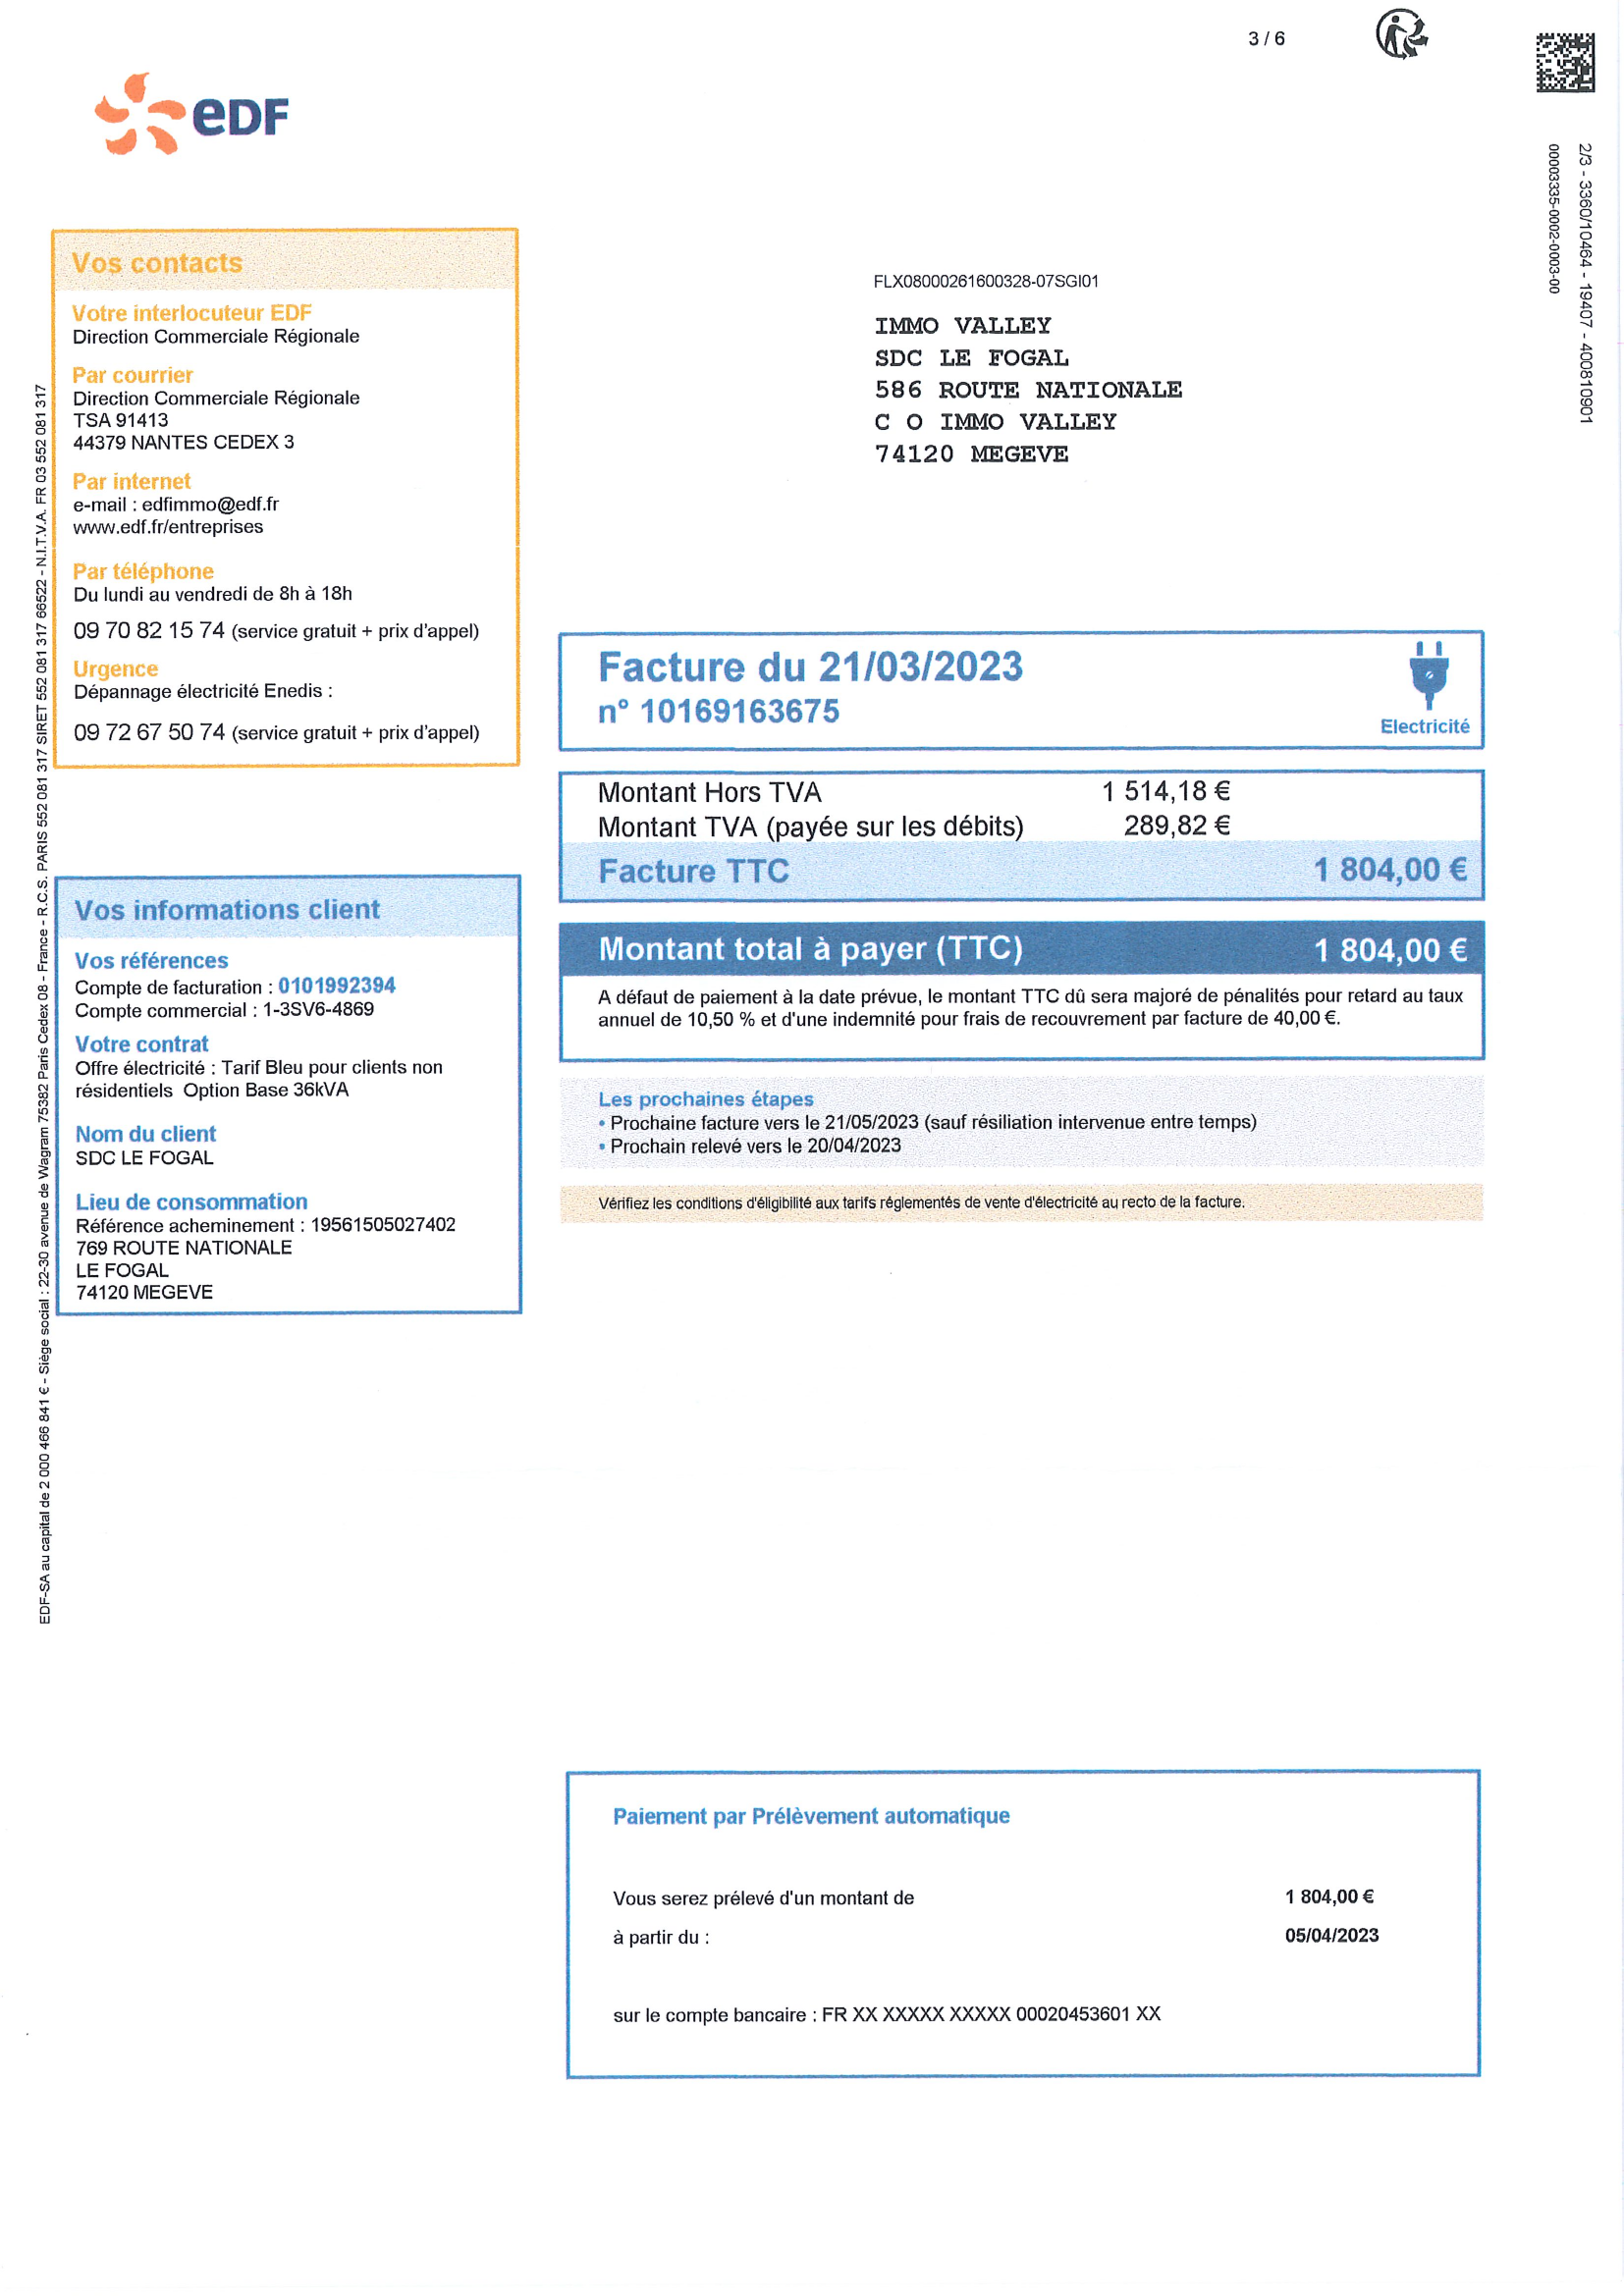 3 / 6
eDF
2/3 - 3360/10464 - 19407 - 400810901
00003335-0002-0003-00
Vos contacts
Votre interlocuteur EDF
Direction Commerciale Régionale
Par courrier
Direction Commerciale Régionale
TSA 91413
44379 NANTES CEDEX 3
Par internet
e-mail : edfimmo@edf.fr
www.edf.fr/entreprises
Par téléphone
Du lundi au vendredi de 8h à 18h
09 70 82 15 74 (service gratuit + prix d'appel)
Urgence
Dépannage électricité Enedis :
09 72 67 50 74 (service gratuit + prix d'appel)
FLX08000261600328-07SGI01
IMMO VALLEY
SDC LE FOGAL
586 ROUTE NATIONALE
C O IMMO VALLEY
74120 MEGEVE
Facture du 21/03/2023
n° 10169163675
Electricité
Montant Hors TVA 1 514,18 €
Montant TVA (payée sur les débits) 289,82 €
Facture TTC 1 804,00 €
Montant total à payer (TTC) 1 804,00 €
A défaut de paiement à la date prévue, le montant TTC dû sera majoré de pénalités pour retard au taux
annuel de 10,50 % et d'une indemnité pour frais de recouvrement par facture de 40,00 €.
Les prochaines étapes
• Prochaine facture vers le 21/05/2023 (sauf résiliation intervenue entre temps)
• Prochain relevé vers le 20/04/2023
Vérifiez les conditions d'éligibilité aux tarifs réglementés de vente d'électricité au recto de la facture.
Vos informations client
Vos références
Compte de facturation : 0101992394
Compte commercial : 1-3SV6-4869
Votre contrat
Offre électricité : Tarif Bleu pour clients non
résidentiels Option Base 36kVA
Nom du client
SDC LE FOGAL
Lieu de consommation
Référence acheminement : 19561505027402
769 ROUTE NATIONALE
LE FOGAL
74120 MEGEVE
EDF-SA au capital de 2 000 466 841 € - Siège social : 22-30 avenue de Wagram 75382 Paris Cedex 08 - France - R.C.S. PARIS 552 081 317 SIRET 552 081 317 66522 - N.I.T.V.A. FR 03 552 081 317
Paiement par Prélèvement automatique
Vous serez prélevé d'un montant de 1 804,00 €
à partir du : 05/04/2023
sur le compte bancaire : FR XX XXXXX XXXXX 00020453601 XX